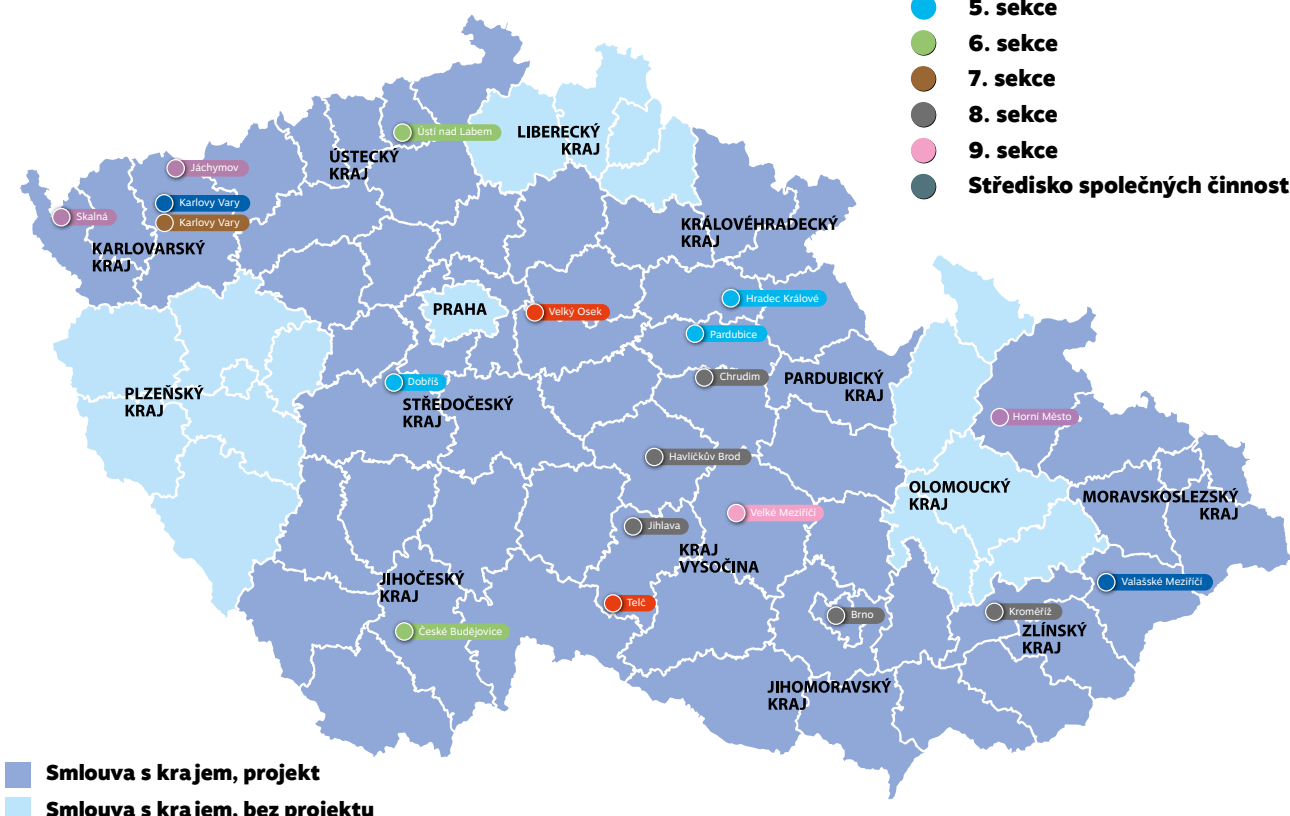 5. sekce
6. sekce
7. sekce
8. sekce
9. sekce
Středisko společných činnost
Ústí nad Labem
LIBERECKÝ
KRAJ
ÚSTECKÝ
KRAJ
Jáchymov
Karlovy Vary
Skalná
Karlovy Vary
KARLOVARSKÝ
KRAJ
KRÁLOVÉHRADECKÝ
KRAJ
Hradec Králové
PRAHA
Velký Osek
Pardubice
Chrudim
PARDUBICKÝ
KRAJ
Dobříš
PLZEŇSKÝ
KRAJ
STŘEDOČESKÝ
KRAJ
Horní Město
Havlíčkův Brod
OLOMOUCKÝ
KRAJ
MORAVSKOSLEZSKÝ
KRAJ
Velké Meziříčí
Jihlava
KRAJ
VYSOČINA
JIHOČESKÝ
KRAJ
Valašské Meziříčí
Telč
Brno
Kroměříž
České Budějovice
ZLÍNSKÝ
KRAJ
JIHOMORAVSKÝ
KRAJ
Smlouva s krajem, projekt
Smlouva s krajem, bez projektu